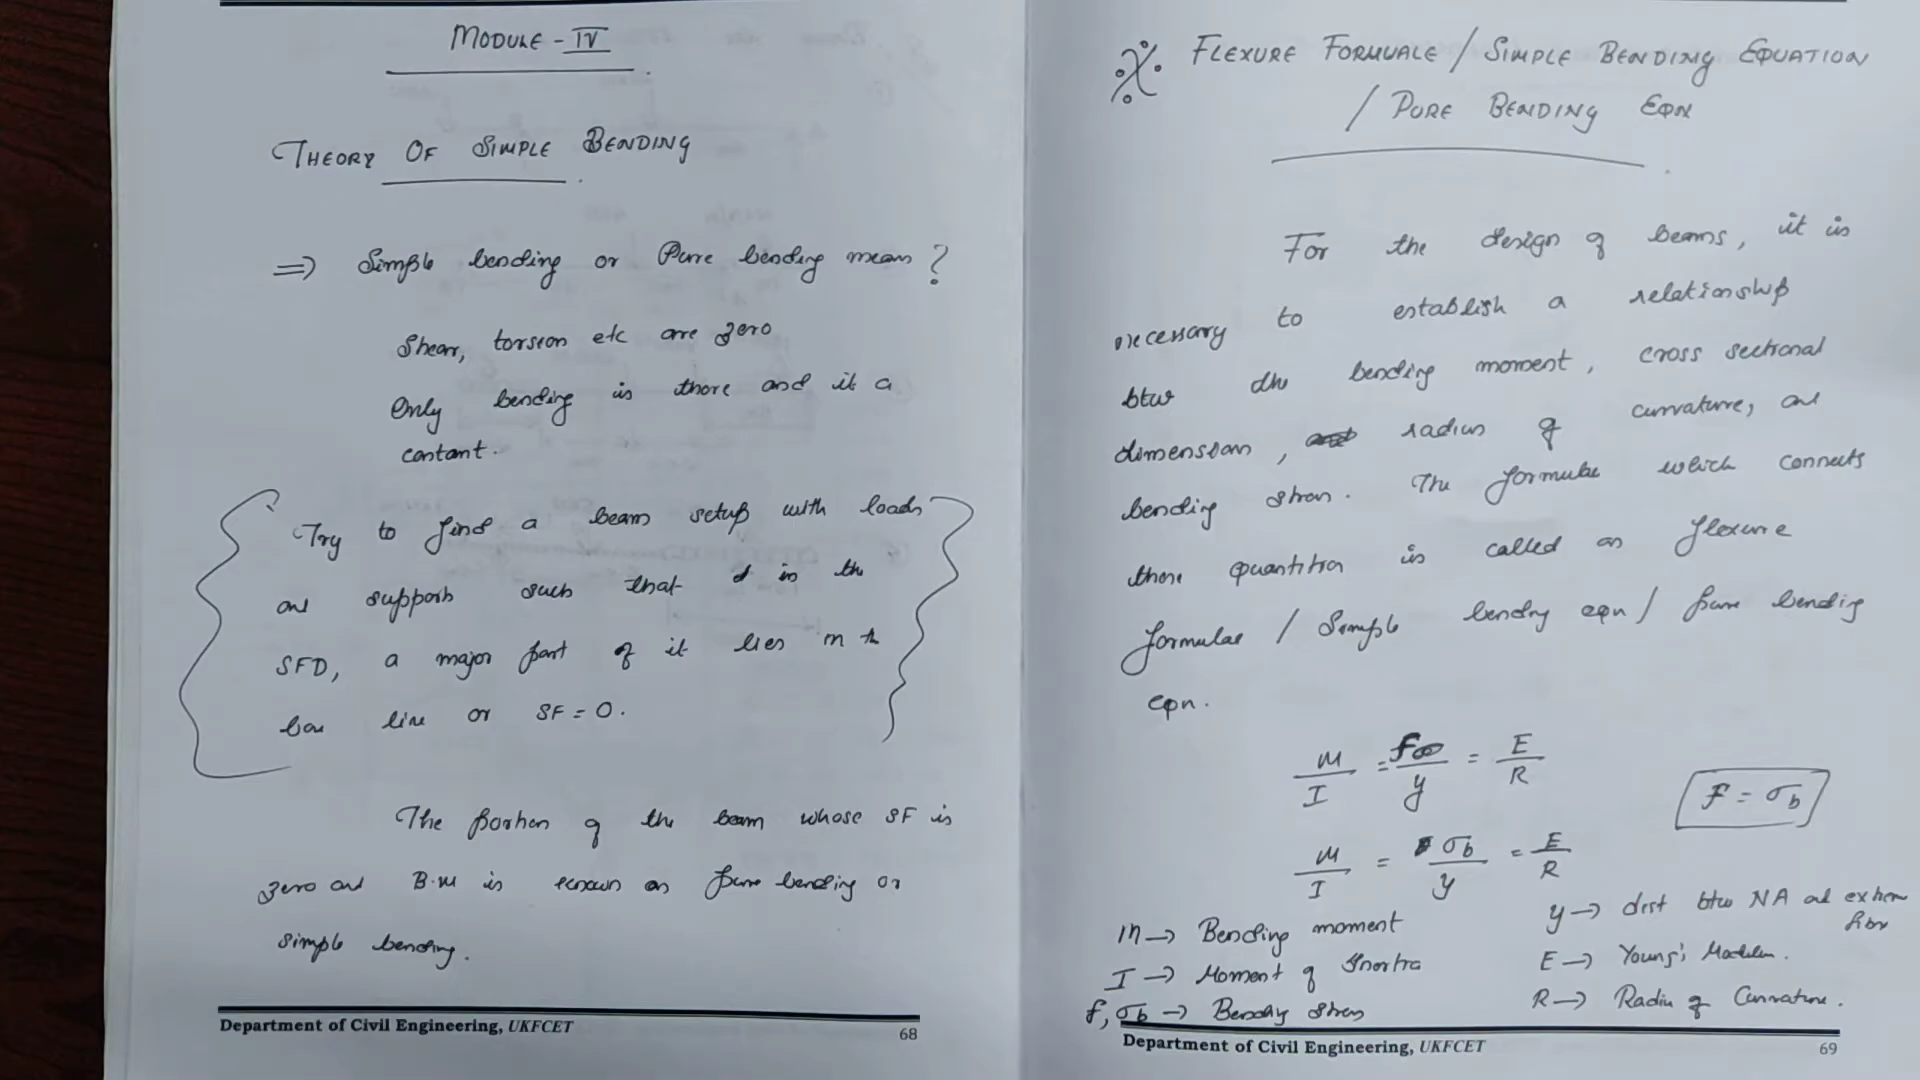 MODULE - IV
THEORY OF SIMPLE BENDING
⇒ Simple bending or Pure bending means ?
Shear, torsion etc are zero
Only bending is there and it a
contant.
Try to find a beam setup with loads
and supports such that in the
SFD, a major part of it lies in the
base line or SF = 0.
The portion of the beam whose SF is
zero and B.M is known as pure bending or
simple bending.
Department of Civil Engineering, UKFCET
68
FLEXURE FORMUALE / SIMPLE BENDING EQUATION
/ PURE BENDING EQN
For the design of beams, it is
necessary to establish a relationship
btw the bending moment, cross sectional
dimensions, radius of curvature, and
bending stress. The formulae which connects
these quantities is called as flexure
formulae / Simple bending eqn / pure bending
eqn.
M/I = f/y = E/R
F = σb
M/I = σb/y = E/R
M → Bending moment
I → Moment of Inertia
f, σb → Bending stress
y → dist btw NA and extreme
fibre
E → Young's Modulus.
R → Radius of Curvature.
Department of Civil Engineering, UKFCET
69